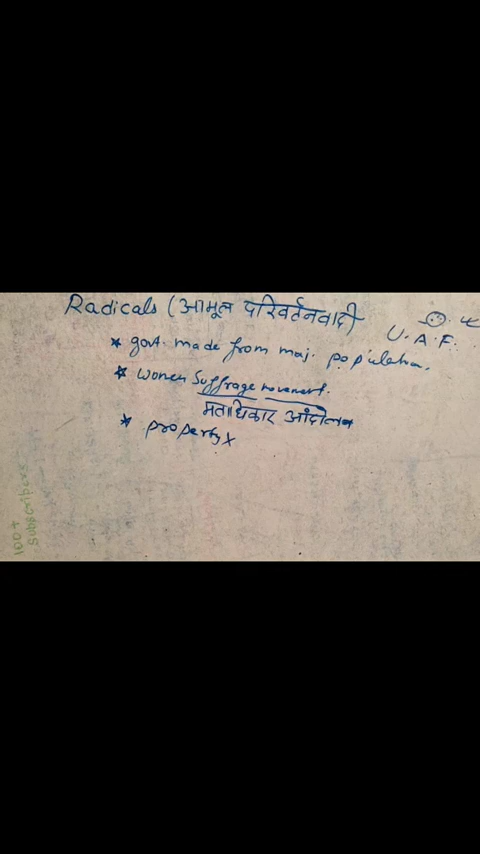 Radicals (आमूल परिवर्तनवादी)
U.A.F.
* govt. made from maj. population.
* women Suffrage movement.
मताधिकार आंदोलन
* property x
100+
Subscribers